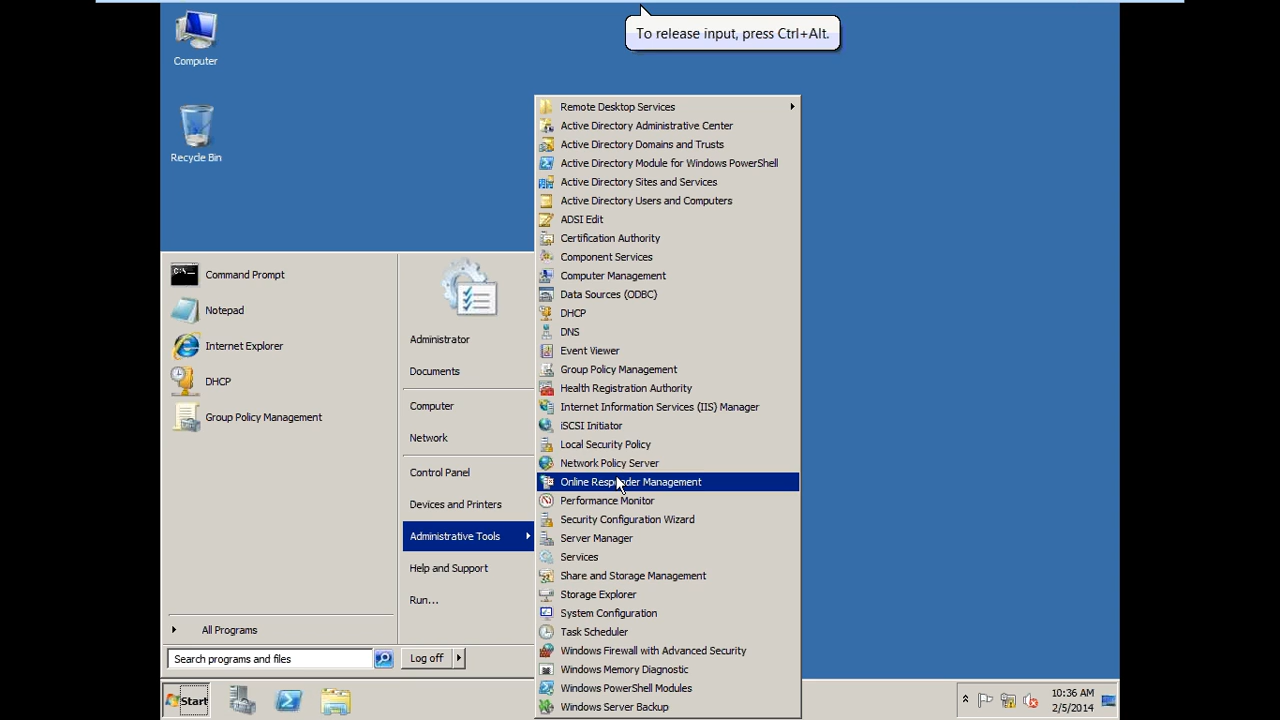 To release input, press Ctrl+Alt.
Computer
Recycle Bin
Remote Desktop Services
Active Directory Administrative Center
Active Directory Domains and Trusts
Active Directory Module for Windows PowerShell
Active Directory Sites and Services
Active Directory Users and Computers
ADSI Edit
Certification Authority
Component Services
Computer Management
Data Sources (ODBC)
DHCP
DNS
Event Viewer
Group Policy Management
Health Registration Authority
Internet Information Services (IIS) Manager
iSCSI Initiator
Local Security Policy
Network Policy Server
Online Responder Management
Performance Monitor
Security Configuration Wizard
Server Manager
Services
Share and Storage Management
Storage Explorer
System Configuration
Task Scheduler
Windows Firewall with Advanced Security
Windows Memory Diagnostic
Windows PowerShell Modules
Windows Server Backup
Command Prompt
Notepad
Internet Explorer
DHCP
Group Policy Management
All Programs
Search programs and files
Administrator
Documents
Computer
Network
Control Panel
Devices and Printers
Administrative Tools
Help and Support
Run...
Log off
Start
10:36 AM
2/5/2014